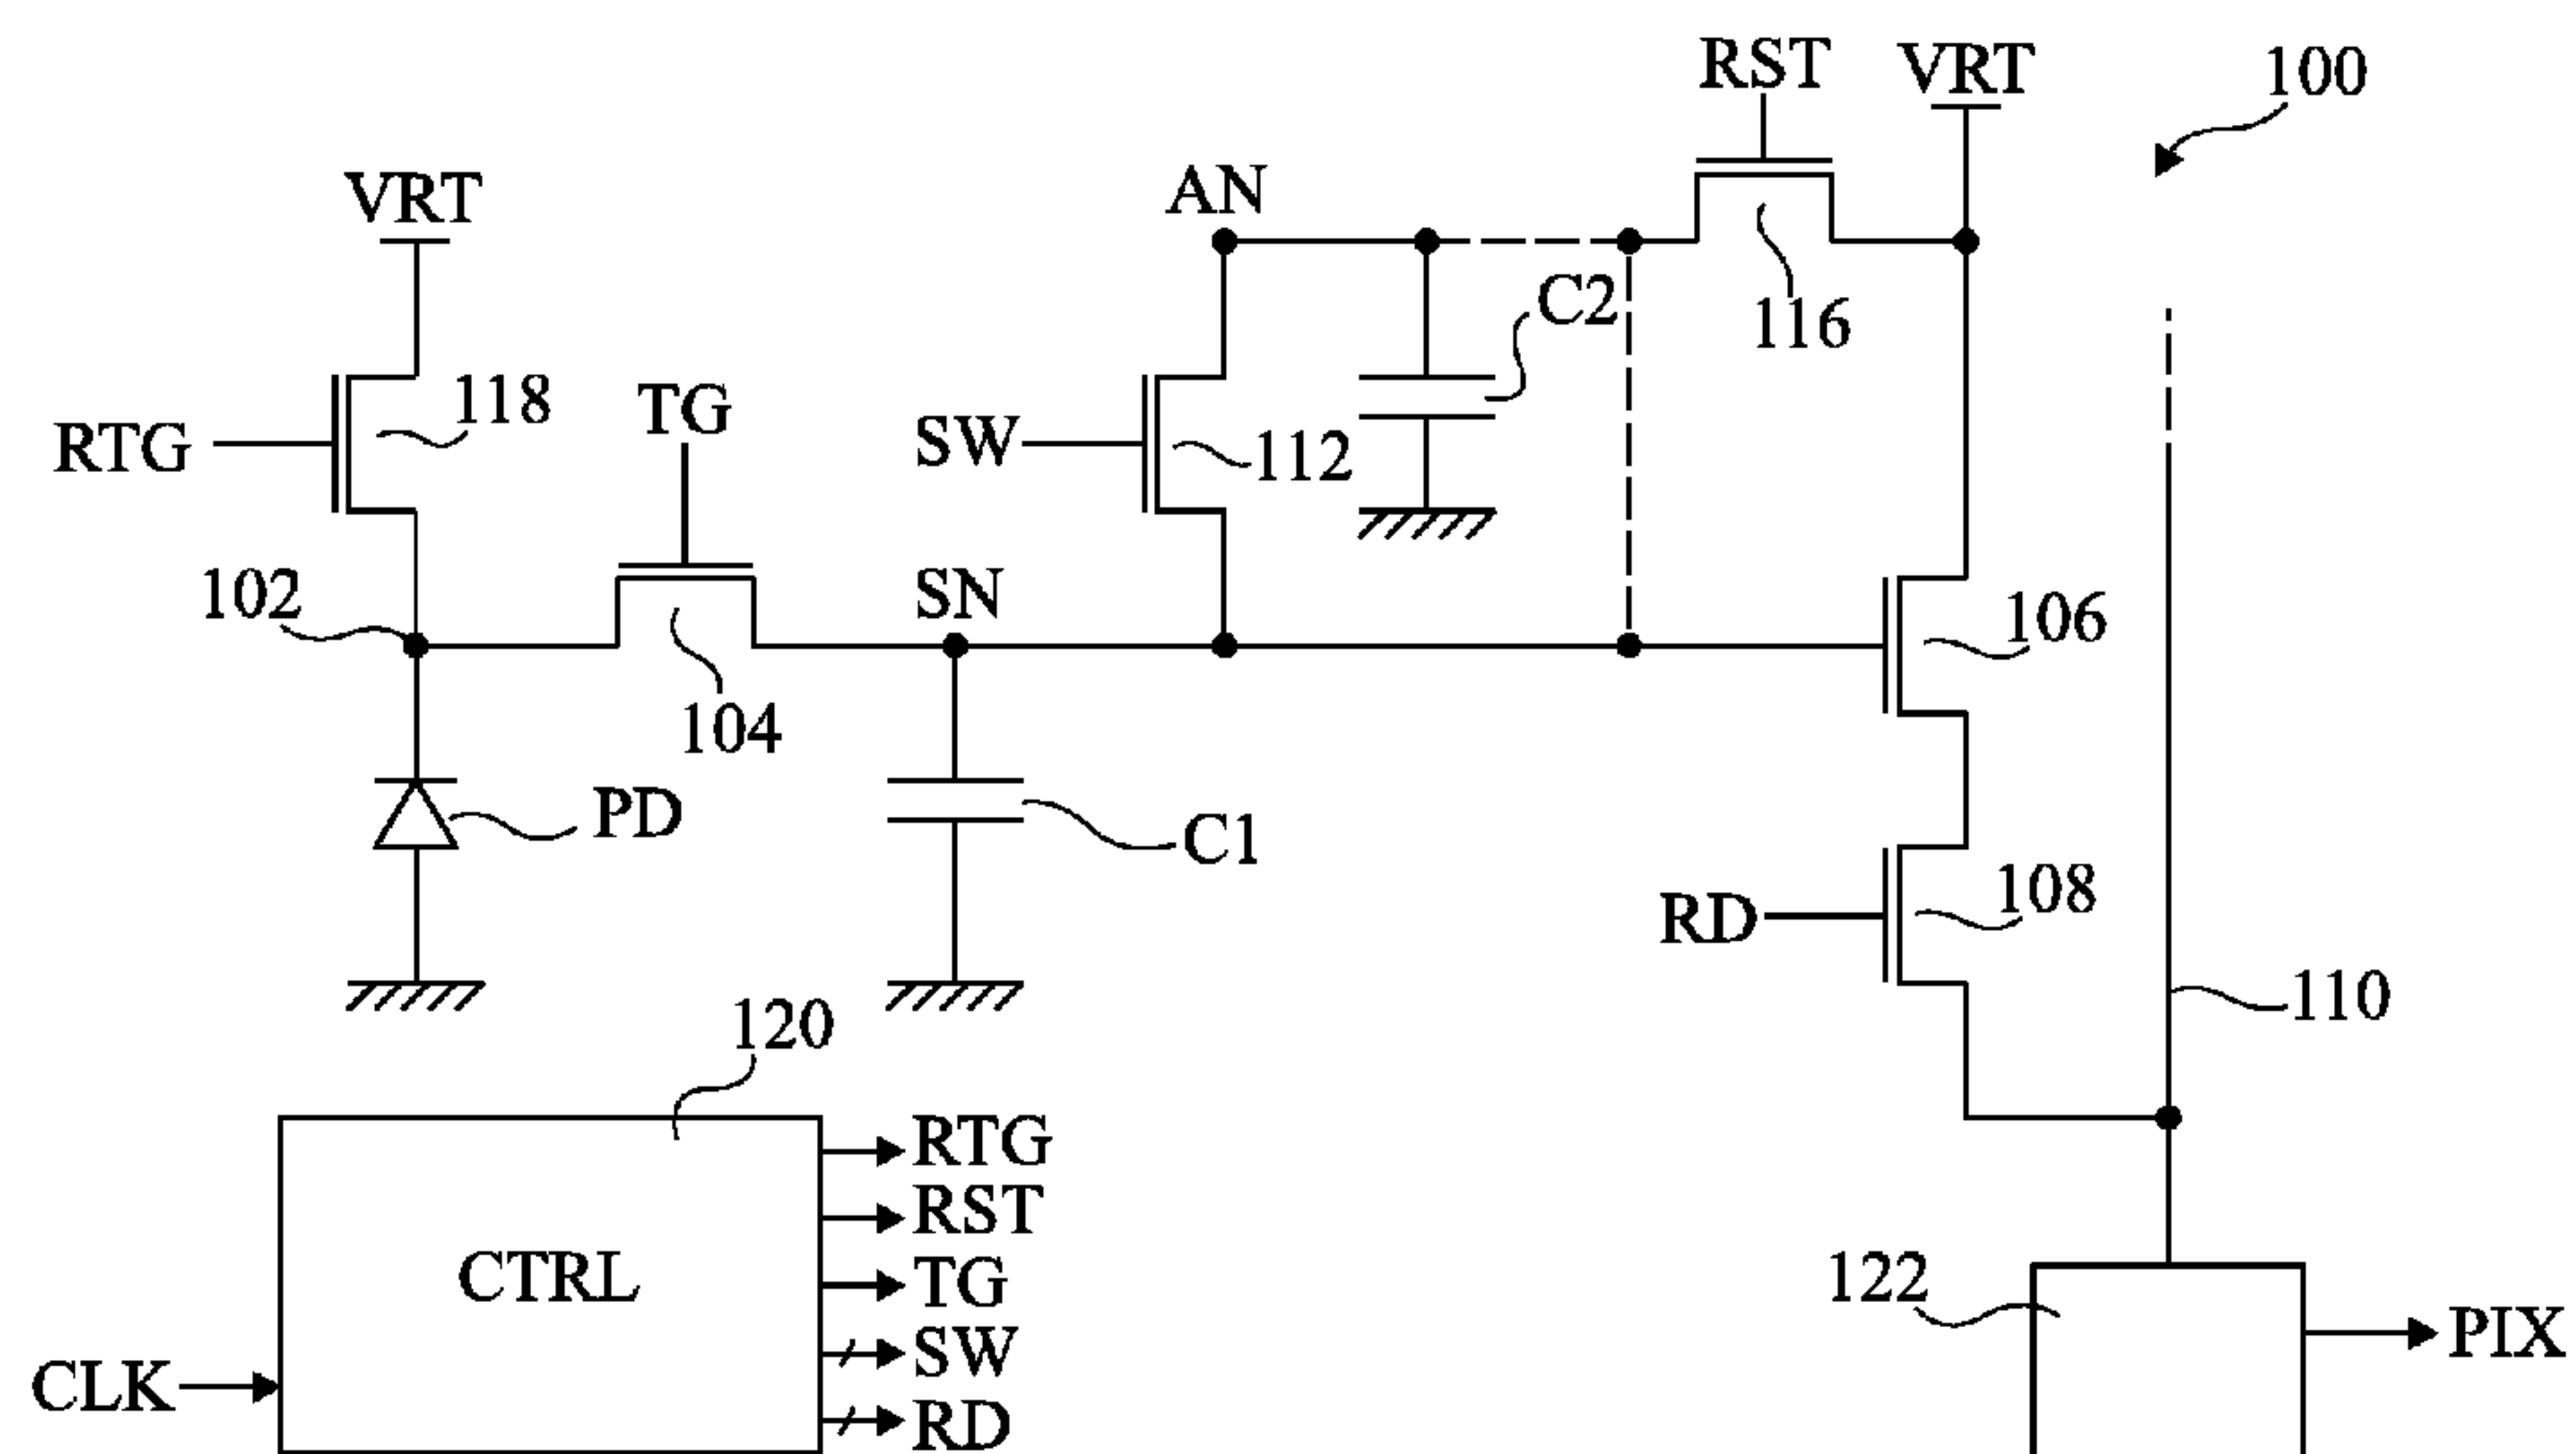 RST
VRT
100
VRT
AN
C2
116
RTG
118
TG
SW
112
102
SN
106
104
PD
C1
RD
108
110
120
CTRL
RTG
RST
TG
SW
RD
CLK
122
PIX